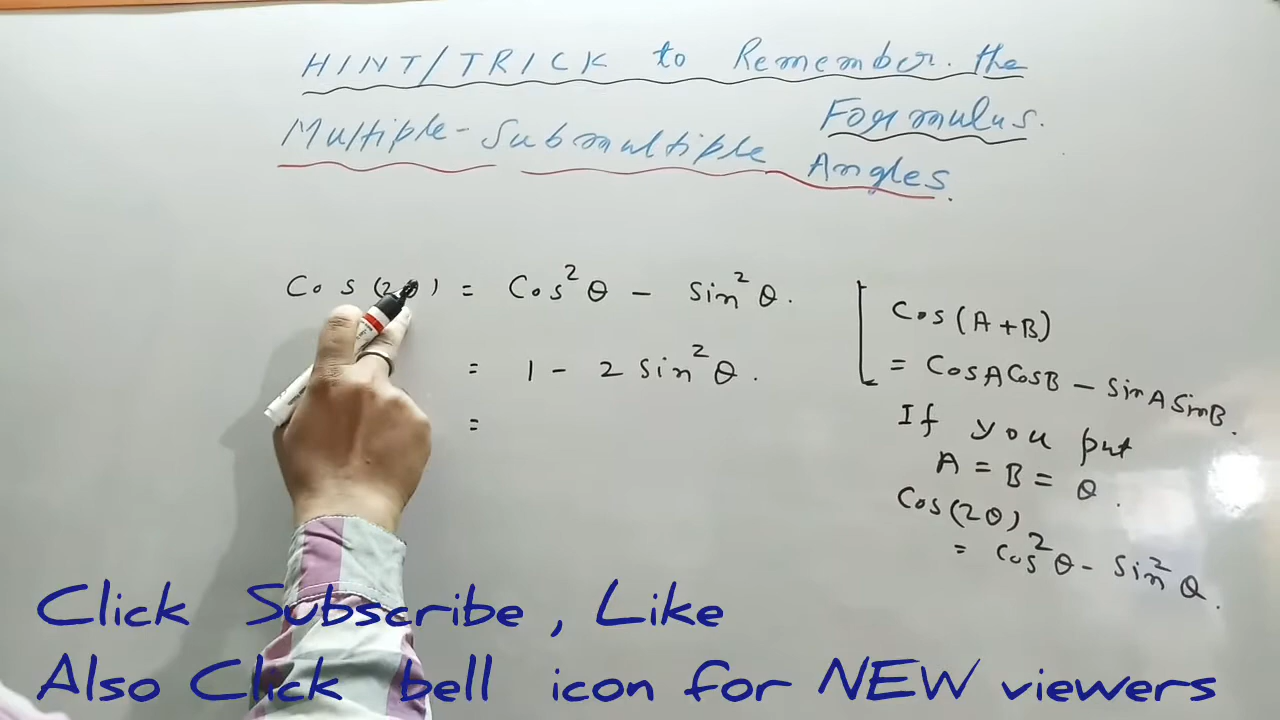 HINT/TRICK to Remember the
Formulus.
Multiple-Submultiple Angles.
Cos(2θ) = Cos²θ - Sin²θ.
= 1 - 2 Sin²θ.
=
Cos(A+B)
= CosACosB - SinASinB.
If you put
A = B = θ.
Cos(2θ)
= Cos²θ - Sin²θ.
Click Subscribe , Like
Also Click bell icon for NEW viewers